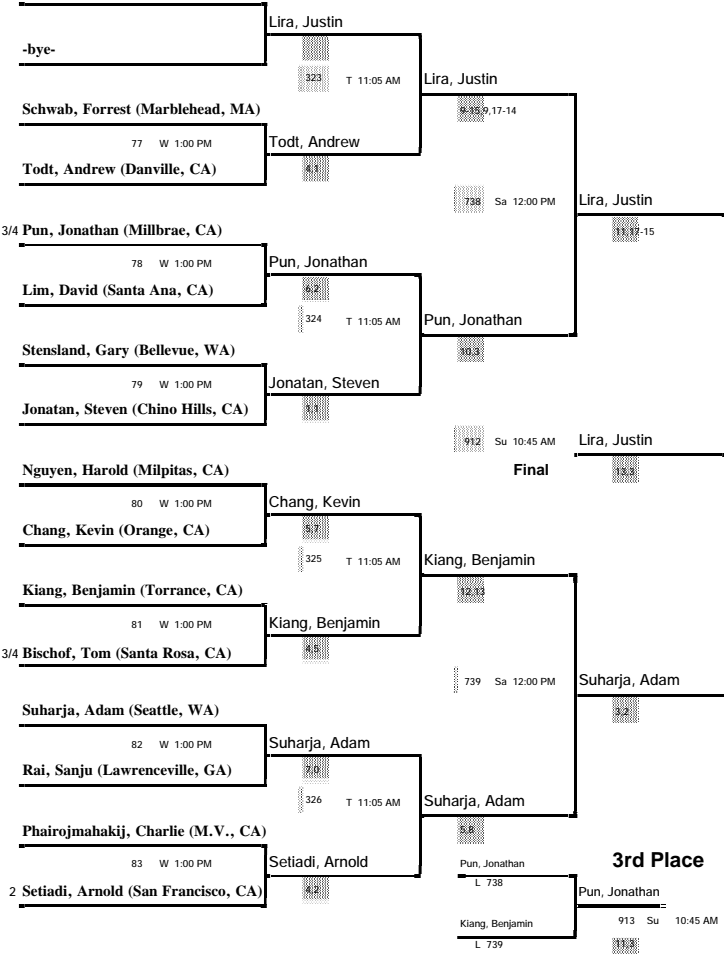 Lira, Justin
-bye-
323 T 11:05 AM
Lira, Justin
Schwab, Forrest (Marblehead, MA)
9-15,9,17-14
77 W 1:00 PM
Todt, Andrew
Todt, Andrew (Danville, CA)
4,1
738 Sa 12:00 PM
Lira, Justin
3/4 Pun, Jonathan (Millbrae, CA)
11,17-15
78 W 1:00 PM
Pun, Jonathan
Lim, David (Santa Ana, CA)
6,2
324 T 11:05 AM
Pun, Jonathan
Stensland, Gary (Bellevue, WA)
10,3
79 W 1:00 PM
Jonatan, Steven
Jonatan, Steven (Chino Hills, CA)
1,1
912 Su 10:45 AM
Lira, Justin
Final
13,3
Nguyen, Harold (Milpitas, CA)
80 W 1:00 PM
Chang, Kevin
Chang, Kevin (Orange, CA)
5,7
325 T 11:05 AM
Kiang, Benjamin
Kiang, Benjamin (Torrance, CA)
12,13
81 W 1:00 PM
Kiang, Benjamin
3/4 Bischof, Tom (Santa Rosa, CA)
4,5
739 Sa 12:00 PM
Suharja, Adam
Suharja, Adam (Seattle, WA)
3,2
82 W 1:00 PM
Suharja, Adam
Rai, Sanju (Lawrenceville, GA)
7,0
326 T 11:05 AM
Suharja, Adam
Phairojmahakij, Charlie (M.V., CA)
5,8
83 W 1:00 PM
Setiadi, Arnold
2 Setiadi, Arnold (San Francisco, CA)
4,2
3rd Place
Pun, Jonathan
L 738
Pun, Jonathan
913 Su 10:45 AM
Kiang, Benjamin
L 739
11,3